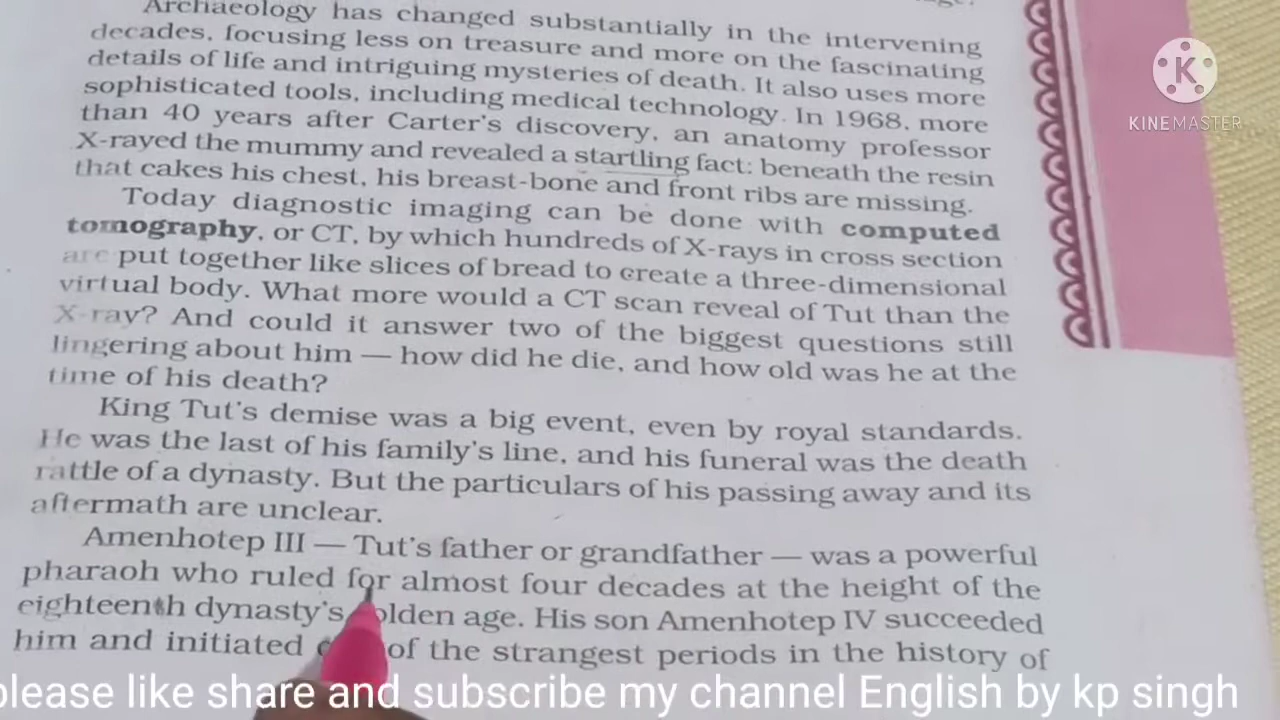 Archaeology has changed substantially in the intervening
decades, focusing less on treasure and more on the fascinating
details of life and intriguing mysteries of death. It also uses more
sophisticated tools, including medical technology. In 1968, more
than 40 years after Carter's discovery, an anatomy professor
X-rayed the mummy and revealed a startling fact: beneath the resin
that cakes his chest, his breast-bone and front ribs are missing.
Today diagnostic imaging can be done with computed
tomography, or CT, by which hundreds of X-rays in cross section
are put together like slices of bread to create a three-dimensional
virtual body. What more would a CT scan reveal of Tut than the
X-ray? And could it answer two of the biggest questions still
lingering about him — how did he die, and how old was he at the
time of his death?
King Tut's demise was a big event, even by royal standards.
He was the last of his family's line, and his funeral was the death
rattle of a dynasty. But the particulars of his passing away and its
aftermath are unclear.
Amenhotep III — Tut's father or grandfather — was a powerful
pharaoh who ruled for almost four decades at the height of the
eighteenth dynasty's golden age. His son Amenhotep IV succeeded
him and initiated of the strangest periods in the history of
K
KINEMASTER
please like share and subscribe my channel English by kp singh